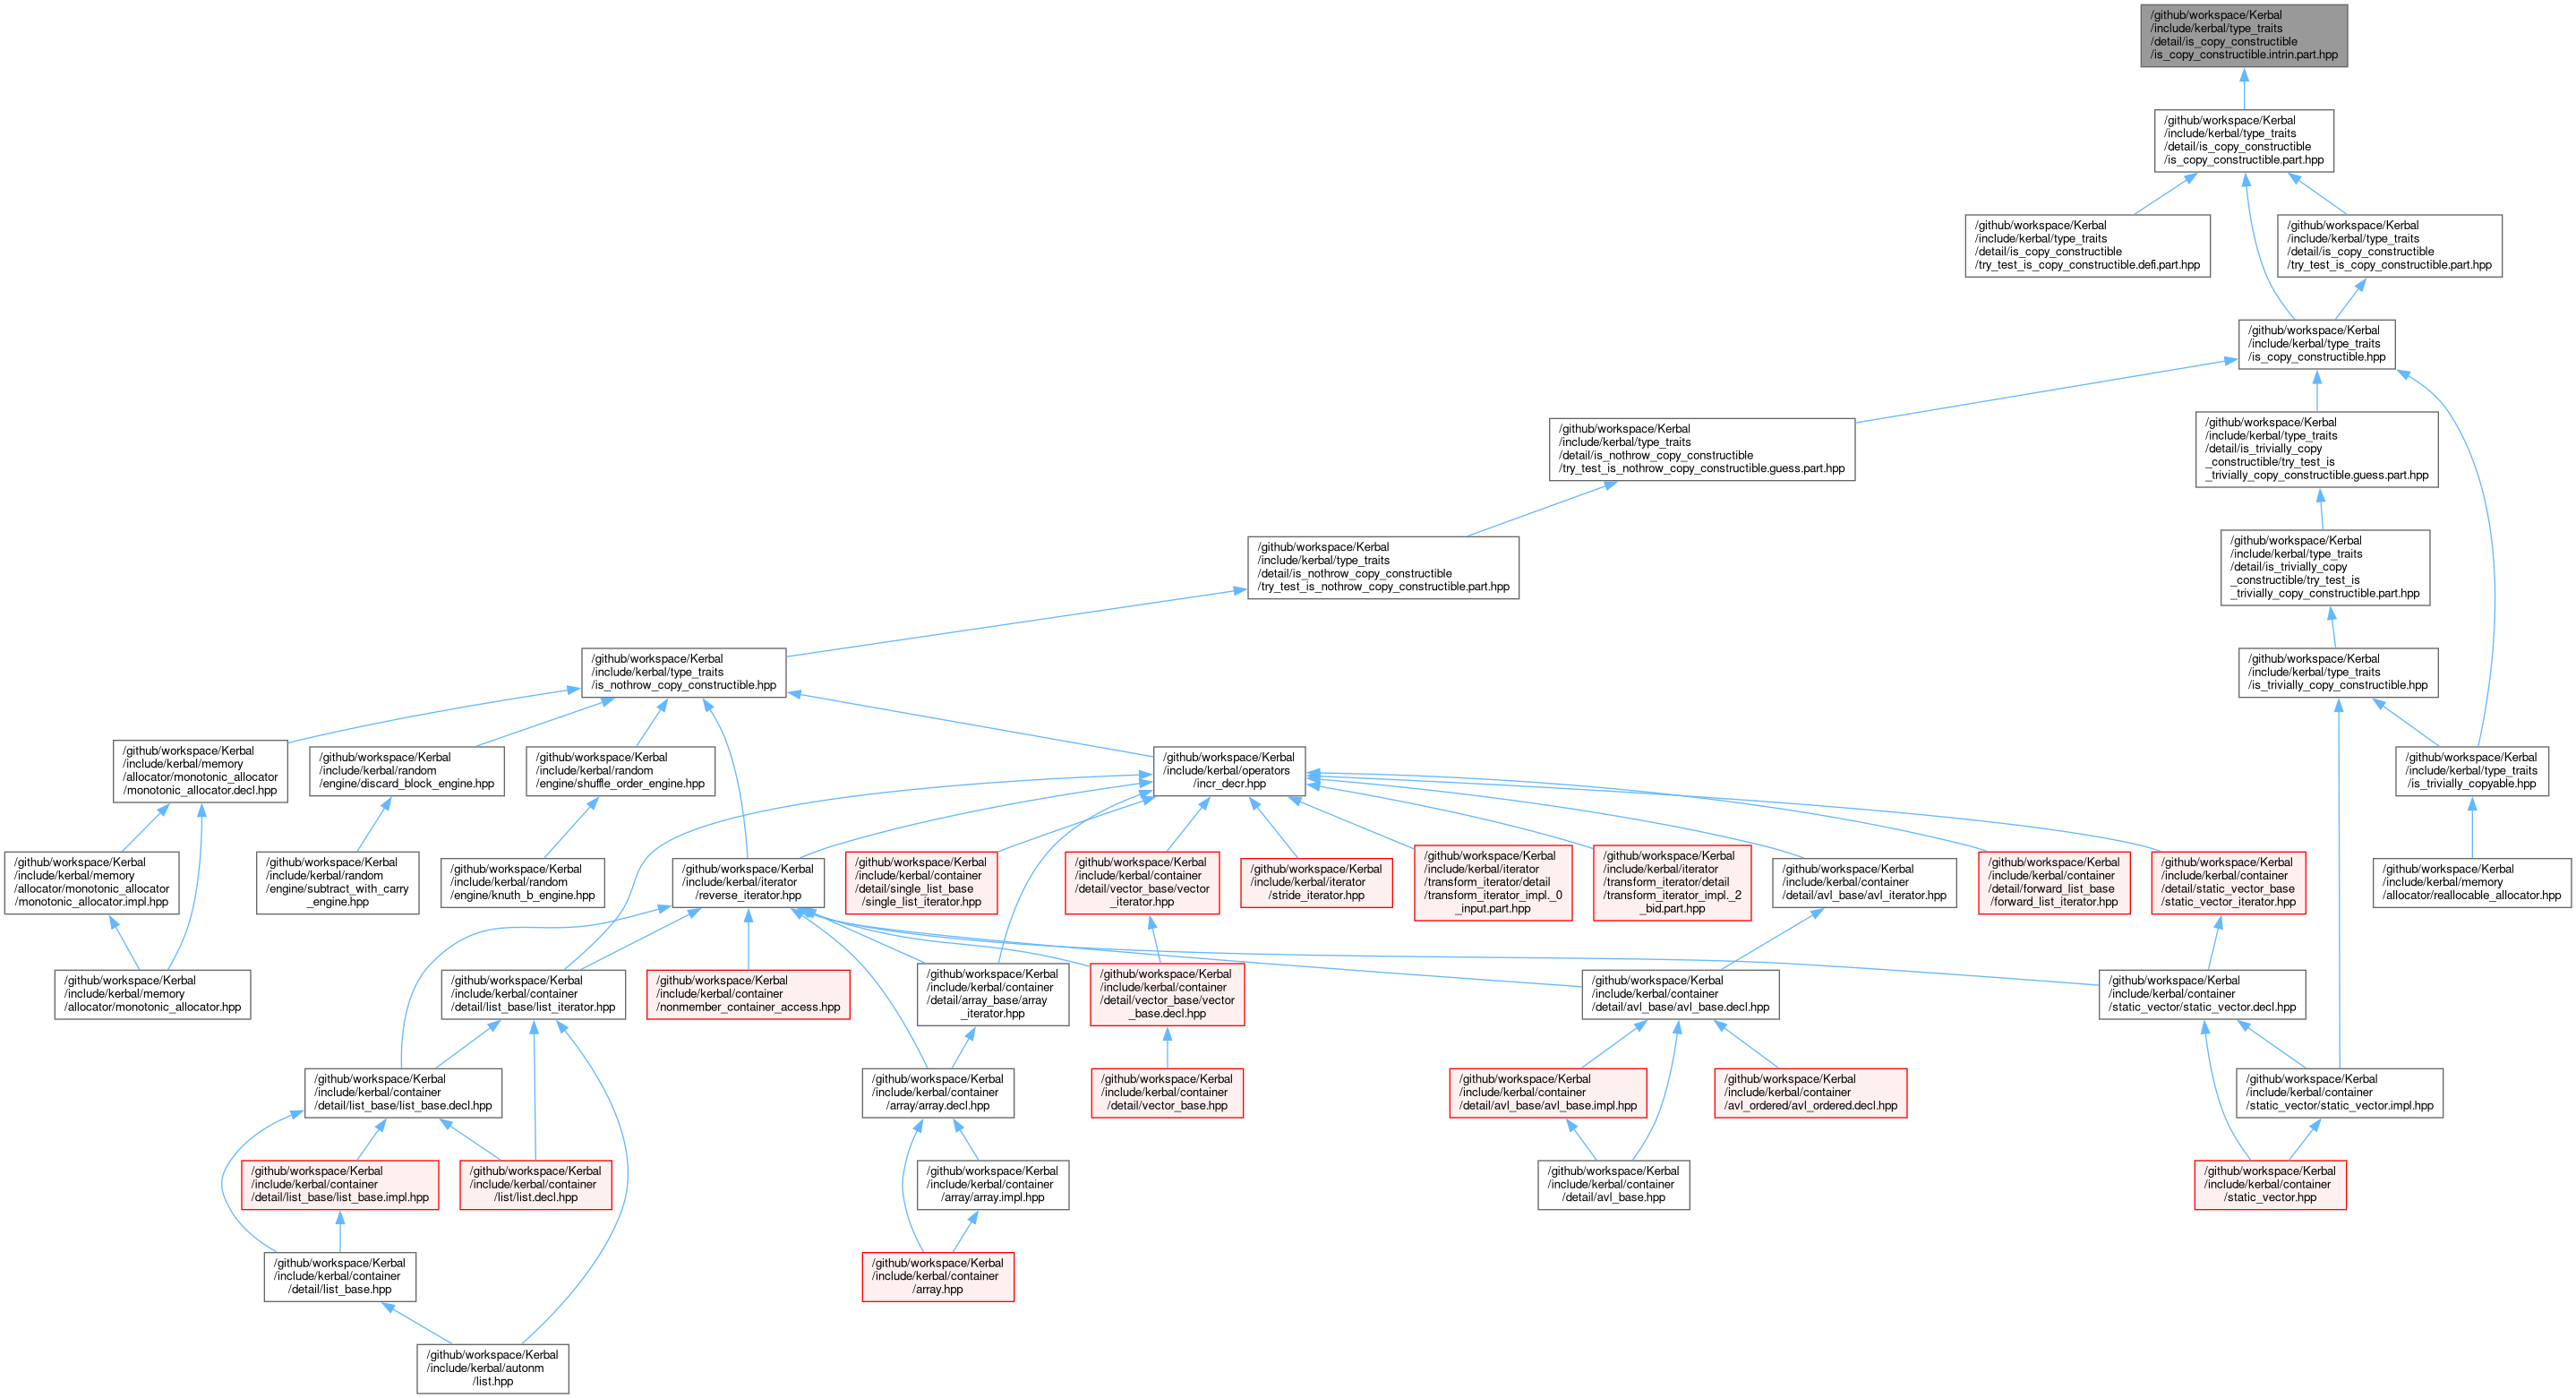 /github/workspace/Kerbal
/include/kerbal/type_traits
/detail/is_copy_constructible
/is_copy_constructible.intrin.part.hpp
/github/workspace/Kerbal
/include/kerbal/type_traits
/detail/is_copy_constructible
/is_copy_constructible.part.hpp
/github/workspace/Kerbal
/include/kerbal/type_traits
/detail/is_copy_constructible
/try_test_is_copy_constructible.defi.part.hpp
/github/workspace/Kerbal
/include/kerbal/type_traits
/detail/is_copy_constructible
/try_test_is_copy_constructible.part.hpp
/github/workspace/Kerbal
/include/kerbal/type_traits
/is_copy_constructible.hpp
/github/workspace/Kerbal
/include/kerbal/type_traits
/detail/is_nothrow_copy_constructible
/try_test_is_nothrow_copy_constructible.guess.part.hpp
/github/workspace/Kerbal
/include/kerbal/type_traits
/detail/is_trivially_copy
_constructible/try_test_is
_trivially_copy_constructible.guess.part.hpp
/github/workspace/Kerbal
/include/kerbal/type_traits
/detail/is_nothrow_copy_constructible
/try_test_is_nothrow_copy_constructible.part.hpp
/github/workspace/Kerbal
/include/kerbal/type_traits
/detail/is_trivially_copy
_constructible/try_test_is
_trivially_copy_constructible.part.hpp
/github/workspace/Kerbal
/include/kerbal/type_traits
/is_nothrow_copy_constructible.hpp
/github/workspace/Kerbal
/include/kerbal/type_traits
/is_trivially_copy_constructible.hpp
/github/workspace/Kerbal
/include/kerbal/memory
/allocator/monotonic_allocator
/monotonic_allocator.decl.hpp
/github/workspace/Kerbal
/include/kerbal/random
/engine/discard_block_engine.hpp
/github/workspace/Kerbal
/include/kerbal/random
/engine/shuffle_order_engine.hpp
/github/workspace/Kerbal
/include/kerbal/operators
/incr_decr.hpp
/github/workspace/Kerbal
/include/kerbal/type_traits
/is_trivially_copyable.hpp
/github/workspace/Kerbal
/include/kerbal/memory
/allocator/monotonic_allocator
/monotonic_allocator.impl.hpp
/github/workspace/Kerbal
/include/kerbal/random
/engine/subtract_with_carry
_engine.hpp
/github/workspace/Kerbal
/include/kerbal/random
/engine/knuth_b_engine.hpp
/github/workspace/Kerbal
/include/kerbal/iterator
/reverse_iterator.hpp
/github/workspace/Kerbal
/include/kerbal/container
/detail/single_list_base
/single_list_iterator.hpp
/github/workspace/Kerbal
/include/kerbal/container
/detail/vector_base/vector
_iterator.hpp
/github/workspace/Kerbal
/include/kerbal/iterator
/stride_iterator.hpp
/github/workspace/Kerbal
/include/kerbal/iterator
/transform_iterator/detail
/transform_iterator_impl._0
_input.part.hpp
/github/workspace/Kerbal
/include/kerbal/iterator
/transform_iterator/detail
/transform_iterator_impl._2
_bid.part.hpp
/github/workspace/Kerbal
/include/kerbal/container
/detail/avl_base/avl_iterator.hpp
/github/workspace/Kerbal
/include/kerbal/container
/detail/forward_list_base
/forward_list_iterator.hpp
/github/workspace/Kerbal
/include/kerbal/container
/detail/static_vector_base
/static_vector_iterator.hpp
/github/workspace/Kerbal
/include/kerbal/memory
/allocator/reallocable_allocator.hpp
/github/workspace/Kerbal
/include/kerbal/memory
/allocator/monotonic_allocator.hpp
/github/workspace/Kerbal
/include/kerbal/container
/detail/list_base/list_iterator.hpp
/github/workspace/Kerbal
/include/kerbal/container
/nonmember_container_access.hpp
/github/workspace/Kerbal
/include/kerbal/container
/detail/array_base/array
_iterator.hpp
/github/workspace/Kerbal
/include/kerbal/container
/detail/vector_base/vector
_base.decl.hpp
/github/workspace/Kerbal
/include/kerbal/container
/detail/avl_base/avl_base.decl.hpp
/github/workspace/Kerbal
/include/kerbal/container
/static_vector/static_vector.decl.hpp
/github/workspace/Kerbal
/include/kerbal/container
/detail/list_base/list_base.decl.hpp
/github/workspace/Kerbal
/include/kerbal/container
/array/array.decl.hpp
/github/workspace/Kerbal
/include/kerbal/container
/detail/vector_base.hpp
/github/workspace/Kerbal
/include/kerbal/container
/detail/avl_base/avl_base.impl.hpp
/github/workspace/Kerbal
/include/kerbal/container
/avl_ordered/avl_ordered.decl.hpp
/github/workspace/Kerbal
/include/kerbal/container
/static_vector/static_vector.impl.hpp
/github/workspace/Kerbal
/include/kerbal/container
/detail/list_base/list_base.impl.hpp
/github/workspace/Kerbal
/include/kerbal/container
/list/list.decl.hpp
/github/workspace/Kerbal
/include/kerbal/container
/array/array.impl.hpp
/github/workspace/Kerbal
/include/kerbal/container
/detail/avl_base.hpp
/github/workspace/Kerbal
/include/kerbal/container
/static_vector.hpp
/github/workspace/Kerbal
/include/kerbal/container
/detail/list_base.hpp
/github/workspace/Kerbal
/include/kerbal/container
/array.hpp
/github/workspace/Kerbal
/include/kerbal/autonm
/list.hpp